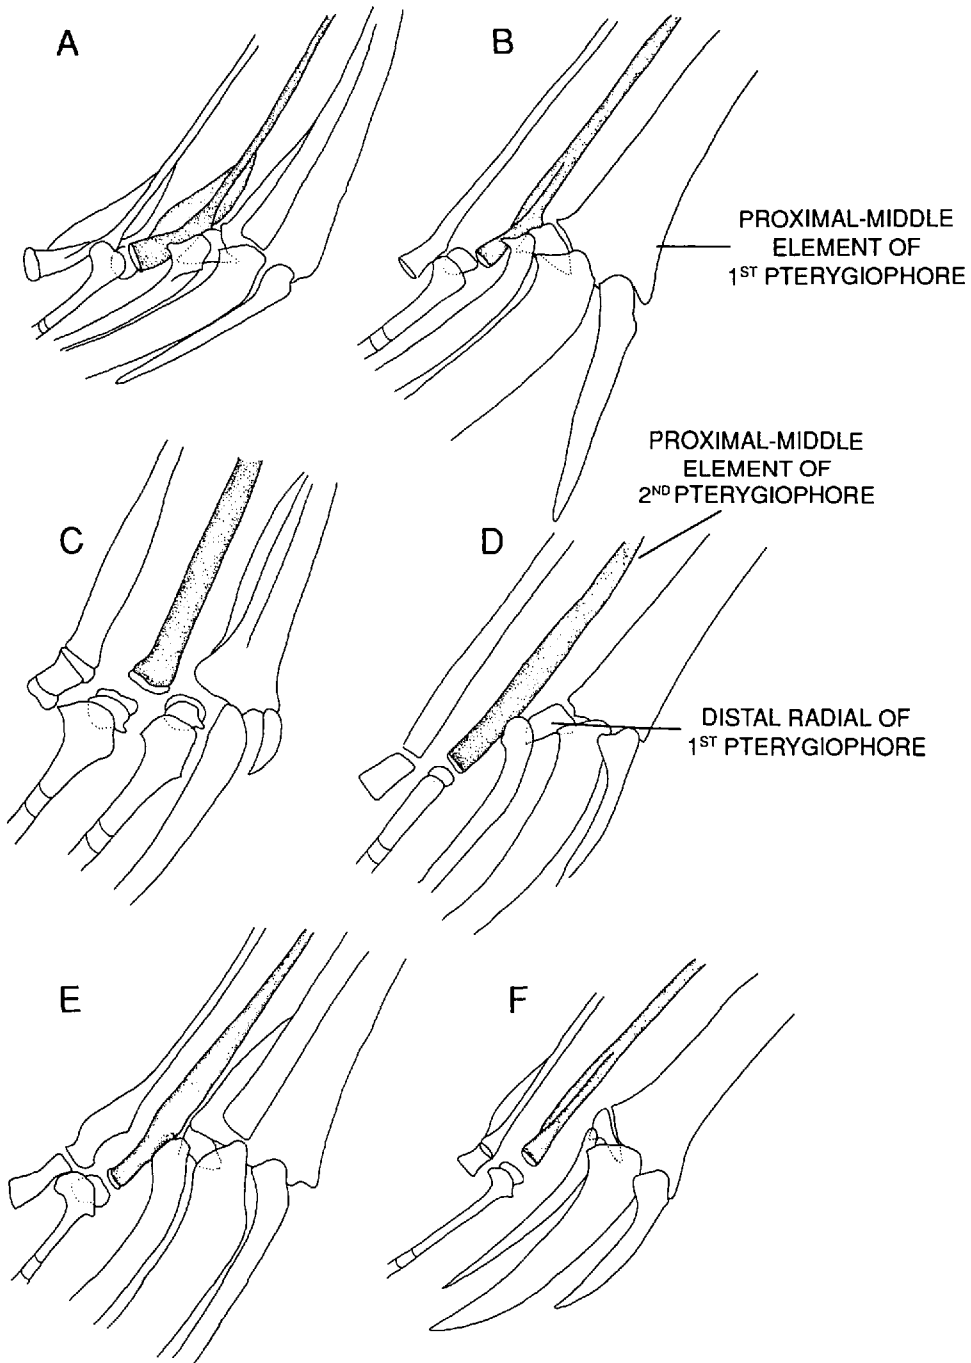 A
B
PROXIMAL-MIDDLE
ELEMENT OF
1ST PTERYGIOPHORE
PROXIMAL-MIDDLE
ELEMENT OF
2ND PTERYGIOPHORE
C
D
DISTAL RADIAL OF
1ST PTERYGIOPHORE
E
F